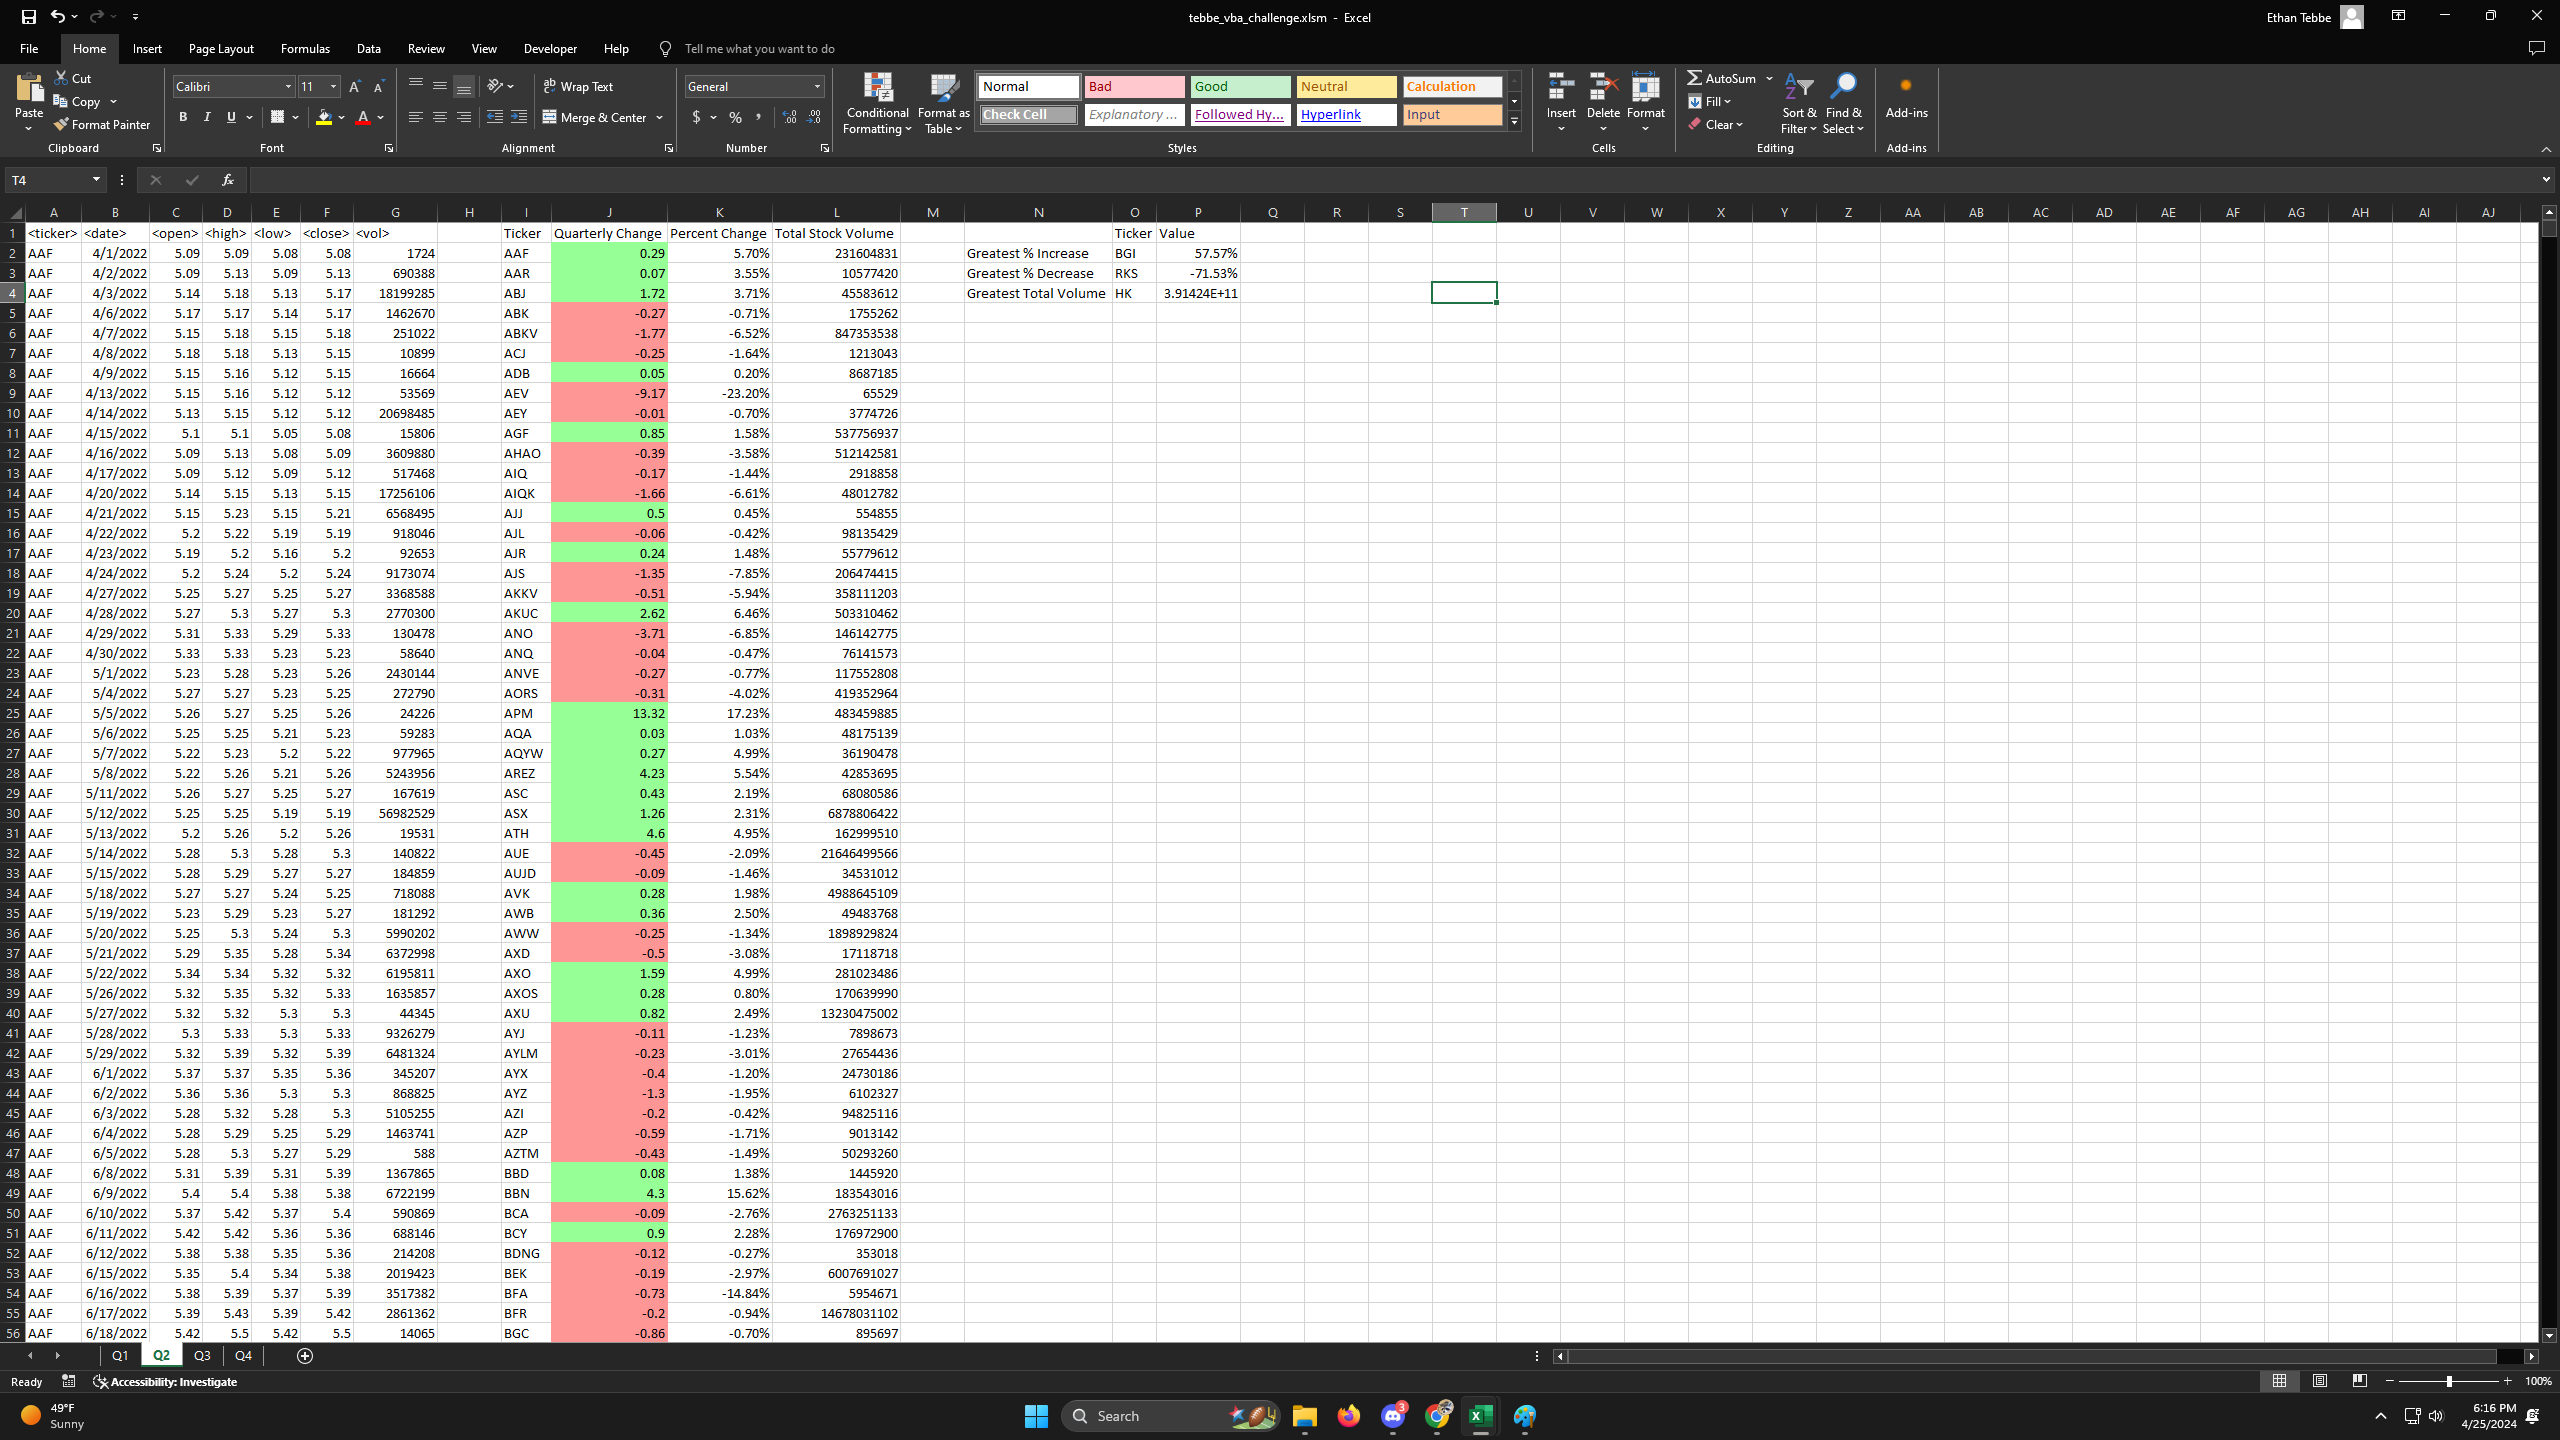 tebbe_vba_challenge.xlsm - Excel
Ethan Tebbe
File Home Insert Page Layout Formulas Data Review View Developer Help Tell me what you want to do
Paste Cut Copy Format Painter
Calibri 11
B I U
Wrap Text
Merge & Center
General
$ % ,
Conditional Formatting
Format as Table
Normal Bad Good Neutral Calculation
Check Cell Explanatory ... Followed Hy... Hyperlink Input
Insert Delete Format
AutoSum
Fill
Clear
Sort & Filter
Find & Select
Add-ins
Clipboard Font Alignment Number Styles Cells Editing Add-ins
T4 fx
A B C D E F G H I J K L M N O P Q R S T U V W X Y Z AA AB AC AD AE AF AG AH AI AJ
1 <ticker> <date> <open> <high> <low> <close> <vol> Ticker Quarterly Change Percent Change Total Stock Volume Ticker Value
2 AAF 4/1/2022 5.09 5.09 5.08 5.08 1724 AAF 0.29 5.70% 231604831 Greatest % Increase BGI 57.57%
3 AAF 4/2/2022 5.09 5.13 5.09 5.13 690388 AAR 0.07 3.55% 10577420 Greatest % Decrease RKS -71.53%
4 AAF 4/3/2022 5.14 5.18 5.13 5.17 18199285 ABJ 1.72 3.71% 45583612 Greatest Total Volume HK 3.91424E+11
5 AAF 4/6/2022 5.17 5.17 5.14 5.17 1462670 ABK -0.27 -0.71% 1755262
6 AAF 4/7/2022 5.15 5.18 5.15 5.18 251022 ABKV -1.77 -6.52% 847353538
7 AAF 4/8/2022 5.18 5.18 5.13 5.15 10899 ACJ -0.25 -1.64% 1213043
8 AAF 4/9/2022 5.15 5.16 5.12 5.15 16664 ADB 0.05 0.20% 8687185
9 AAF 4/13/2022 5.15 5.16 5.12 5.12 53569 AEV -9.17 -23.20% 65529
10 AAF 4/14/2022 5.13 5.15 5.12 5.12 20698485 AEY -0.01 -0.70% 3774726
11 AAF 4/15/2022 5.1 5.1 5.05 5.08 15806 AGF 0.85 1.58% 537756937
12 AAF 4/16/2022 5.09 5.13 5.08 5.09 3609880 AHAO -0.39 -3.58% 512142581
13 AAF 4/17/2022 5.09 5.12 5.09 5.12 517468 AIQ -0.17 -1.44% 2918858
14 AAF 4/20/2022 5.14 5.15 5.13 5.15 17256106 AIQK -1.66 -6.61% 48012782
15 AAF 4/21/2022 5.15 5.23 5.15 5.21 6568495 AJJ 0.5 0.45% 554855
16 AAF 4/22/2022 5.2 5.22 5.19 5.19 918046 AJL -0.06 -0.42% 98135429
17 AAF 4/23/2022 5.19 5.2 5.16 5.2 92653 AJR 0.24 1.48% 55779612
18 AAF 4/24/2022 5.2 5.24 5.2 5.24 9173074 AJS -1.35 -7.85% 206474415
19 AAF 4/27/2022 5.25 5.27 5.25 5.27 3368588 AKKV -0.51 -5.94% 358111203
20 AAF 4/28/2022 5.27 5.3 5.27 5.3 2770300 AKUC 2.62 6.46% 503310462
21 AAF 4/29/2022 5.31 5.33 5.29 5.33 130478 ANO -3.71 -6.85% 146142775
22 AAF 4/30/2022 5.33 5.33 5.23 5.23 58640 ANQ -0.04 -0.47% 76141573
23 AAF 5/1/2022 5.23 5.28 5.23 5.26 2430144 ANVE -0.27 -0.77% 117552808
24 AAF 5/4/2022 5.27 5.27 5.23 5.25 272790 AORS -0.31 -4.02% 419352964
25 AAF 5/5/2022 5.26 5.27 5.25 5.26 24226 APM 13.32 17.23% 483459885
26 AAF 5/6/2022 5.25 5.25 5.21 5.23 59283 AQA 0.03 1.03% 48175139
27 AAF 5/7/2022 5.22 5.23 5.2 5.22 977965 AQYW 0.27 4.99% 36190478
28 AAF 5/8/2022 5.22 5.26 5.21 5.26 5243956 AREZ 4.23 5.54% 42853695
29 AAF 5/11/2022 5.26 5.27 5.25 5.27 167619 ASC 0.43 2.19% 68080586
30 AAF 5/12/2022 5.25 5.25 5.19 5.19 56982529 ASX 1.26 2.31% 6878806422
31 AAF 5/13/2022 5.2 5.26 5.2 5.26 19531 ATH 4.6 4.95% 162999510
32 AAF 5/14/2022 5.28 5.3 5.28 5.3 140822 AUE -0.45 -2.09% 21646499566
33 AAF 5/15/2022 5.28 5.29 5.27 5.27 184859 AUJD -0.09 -1.46% 34531012
34 AAF 5/18/2022 5.27 5.27 5.24 5.25 718088 AVK 0.28 1.98% 4988645109
35 AAF 5/19/2022 5.23 5.29 5.23 5.27 181292 AWB 0.36 2.50% 49483768
36 AAF 5/20/2022 5.25 5.3 5.24 5.3 5990202 AWW -0.25 -1.34% 1898929824
37 AAF 5/21/2022 5.29 5.35 5.28 5.34 6372998 AXD -0.5 -3.08% 17118718
38 AAF 5/22/2022 5.34 5.34 5.32 5.32 6195811 AXO 1.59 4.99% 281023486
39 AAF 5/26/2022 5.32 5.35 5.32 5.33 1635857 AXOS 0.28 0.80% 170639990
40 AAF 5/27/2022 5.32 5.32 5.3 5.3 44345 AXU 0.82 2.49% 13230475002
41 AAF 5/28/2022 5.3 5.33 5.3 5.33 9326279 AYJ -0.11 -1.23% 7898673
42 AAF 5/29/2022 5.32 5.39 5.32 5.39 6481324 AYLM -0.23 -3.01% 27654436
43 AAF 6/1/2022 5.37 5.37 5.35 5.36 345207 AYX -0.4 -1.20% 24730186
44 AAF 6/2/2022 5.36 5.36 5.3 5.3 868825 AYZ -1.3 -1.95% 6102327
45 AAF 6/3/2022 5.28 5.32 5.28 5.3 5105255 AZI -0.2 -0.42% 94825116
46 AAF 6/4/2022 5.28 5.29 5.25 5.29 1463741 AZP -0.59 -1.71% 9013142
47 AAF 6/5/2022 5.28 5.3 5.27 5.29 588 AZTM -0.43 -1.49% 50293260
48 AAF 6/8/2022 5.31 5.39 5.31 5.39 1367865 BBD 0.08 1.38% 1445920
49 AAF 6/9/2022 5.4 5.4 5.38 5.38 6722199 BBN 4.3 15.62% 183543016
50 AAF 6/10/2022 5.37 5.42 5.37 5.4 590869 BCA -0.09 -2.76% 2763251133
51 AAF 6/11/2022 5.42 5.42 5.36 5.36 688146 BCY 0.9 2.28% 176972900
52 AAF 6/12/2022 5.38 5.38 5.35 5.36 214208 BDNG -0.12 -0.27% 353018
53 AAF 6/15/2022 5.35 5.4 5.34 5.38 2019423 BEK -0.19 -2.97% 6007691027
54 AAF 6/16/2022 5.38 5.39 5.37 5.39 3517382 BFA -0.73 -14.84% 5954671
55 AAF 6/17/2022 5.39 5.43 5.39 5.42 2861362 BFR -0.2 -0.94% 14678031102
56 AAF 6/18/2022 5.42 5.5 5.42 5.5 14065 BGC -0.86 -0.70% 895697
Q1 Q2 Q3 Q4
Ready Accessibility: Investigate 100%
49°F
Sunny
Search
3
6:16 PM
4/25/2024